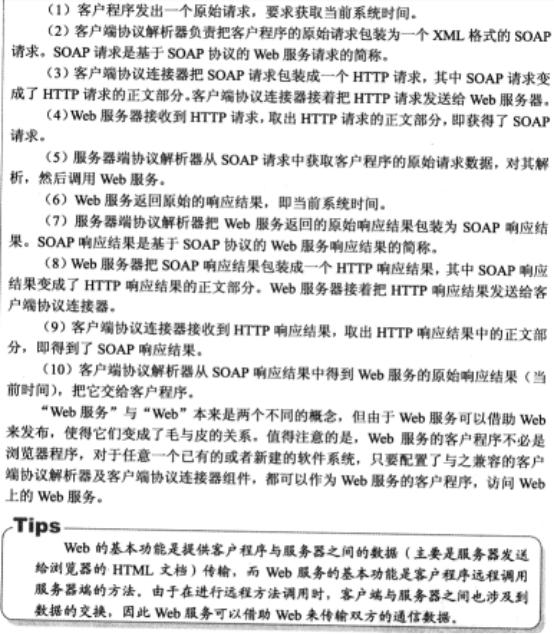 （1）客户程序发出一个原始请求，要求获取当前系统时间。
（2）客户端协议解析器负责把客户程序的原始请求包装为一个 XML 格式的 SOAP
请求。SOAP 请求是基于 SOAP 协议的 Web 服务请求的简称。
（3）客户端协议连接器把 SOAP 请求包装成一个 HTTP 请求，其中 SOAP 请求变
成了 HTTP 请求的正文部分。客户端协议连接器接着把 HTTP 请求发送给 Web 服务器。
（4）Web 服务器接收到 HTTP 请求，取出 HTTP 请求的正文部分，即获得了 SOAP
请求。
（5）服务器端协议解析器从 SOAP 请求中获取客户程序的原始请求数据，对其解
析，然后调用 Web 服务。
（6）Web 服务返回原始的响应结果，即当前系统时间。
（7）服务器端协议解析器把 Web 服务返回的原始响应结果包装为 SOAP 响应结
果。SOAP 响应结果是基于 SOAP 协议的 Web 服务响应结果的简称。
（8）Web 服务器把 SOAP 响应结果包装成一个 HTTP 响应结果，其中 SOAP 响应
结果变成了 HTTP 响应结果的正文部分。Web 服务器接着把 HTTP 响应结果发送给客
户端协议连接器。
（9）客户端协议连接器接收到 HTTP 响应结果，取出 HTTP 响应结果中的正文部
分，即得到了 SOAP 响应结果。
（10）客户端协议解析器从 SOAP 响应结果中得到 Web 服务的原始响应结果（当
前时间），把它交给客户程序。
“Web 服务”与“Web”本来是两个不同的概念，但由于 Web 服务可以借助 Web
来发布，使得它们变成了毛与皮的关系。值得注意的是，Web 服务的客户程序不必是
浏览器程序，对于任意一个已有的或者新建的软件系统，只要配置了与之兼容的客户
端协议解析器及客户端协议连接器组件，都可以作为 Web 服务的客户程序，访问 Web
上的 Web 服务。
Tips
Web 的基本功能是提供客户程序与服务器之间的数据（主要是服务器发送
给浏览器的 HTML 文档）传输，而 Web 服务的基本功能是客户程序远程调用
服务器端的方法。由于在进行远程方法调用时，客户端与服务器之间也涉及到
数据的交换，因此 Web 服务可以借助 Web 来传输双方的通信数据。